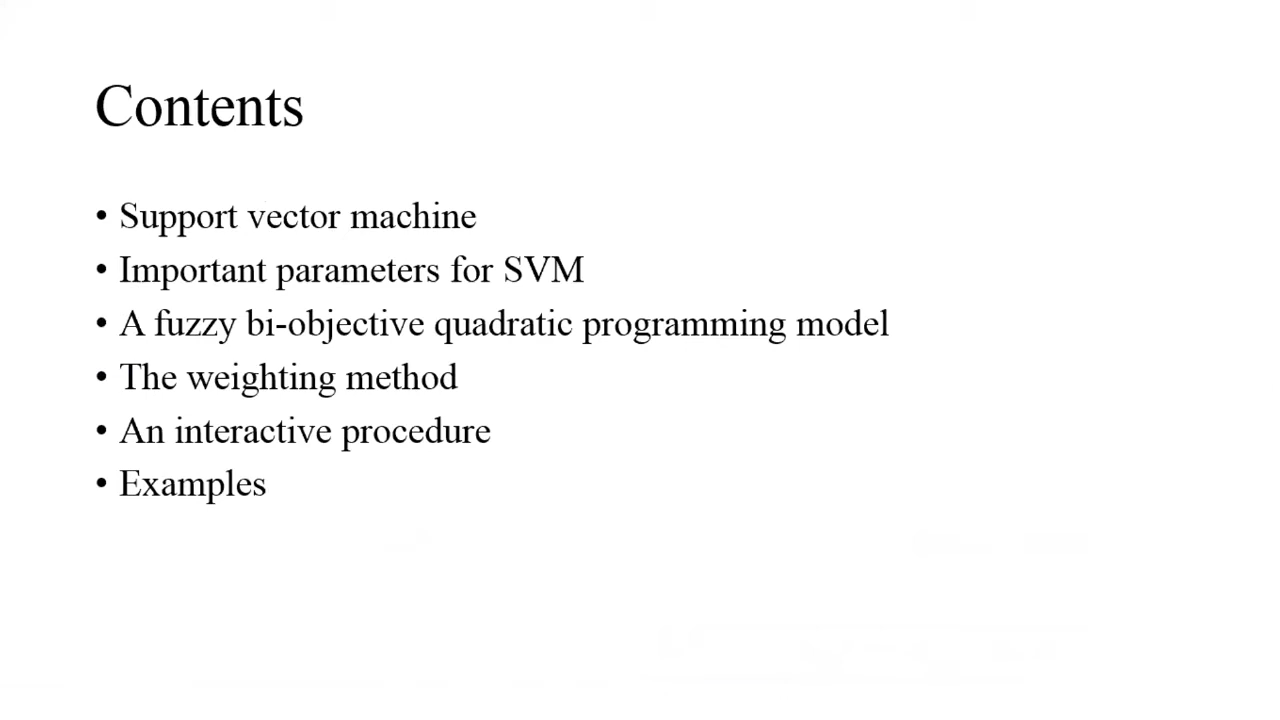 Contents
• Support vector machine
• Important parameters for SVM
• A fuzzy bi-objective quadratic programming model
• The weighting method
• An interactive procedure
• Examples